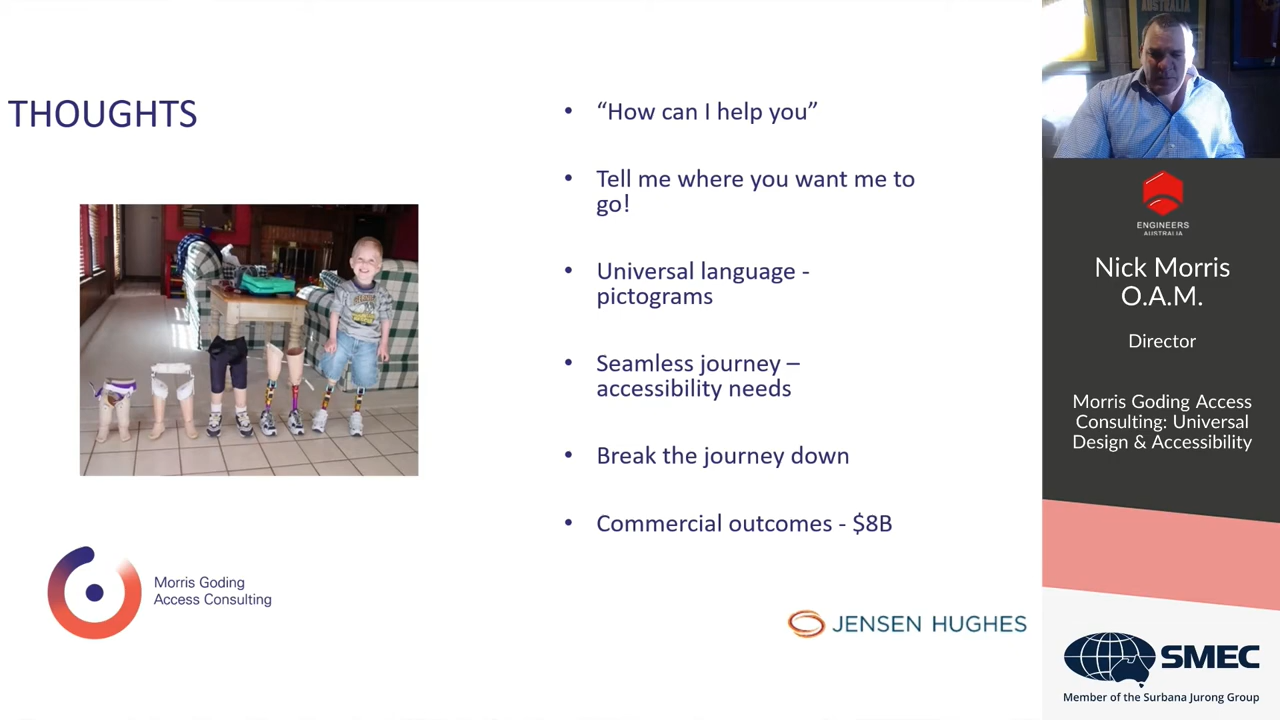 THOUGHTS
• “How can I help you”
• Tell me where you want me to
go!
• Universal language -
pictograms
• Seamless journey –
accessibility needs
• Break the journey down
• Commercial outcomes - $8B
Morris Goding
Access Consulting
JENSEN HUGHES
AUSTRALIA
ENGINEERS
AUSTRALIA
Nick Morris
O.A.M.
Director
Morris Goding Access
Consulting: Universal
Design & Accessibility
SMEC
Member of the Surbana Jurong Group